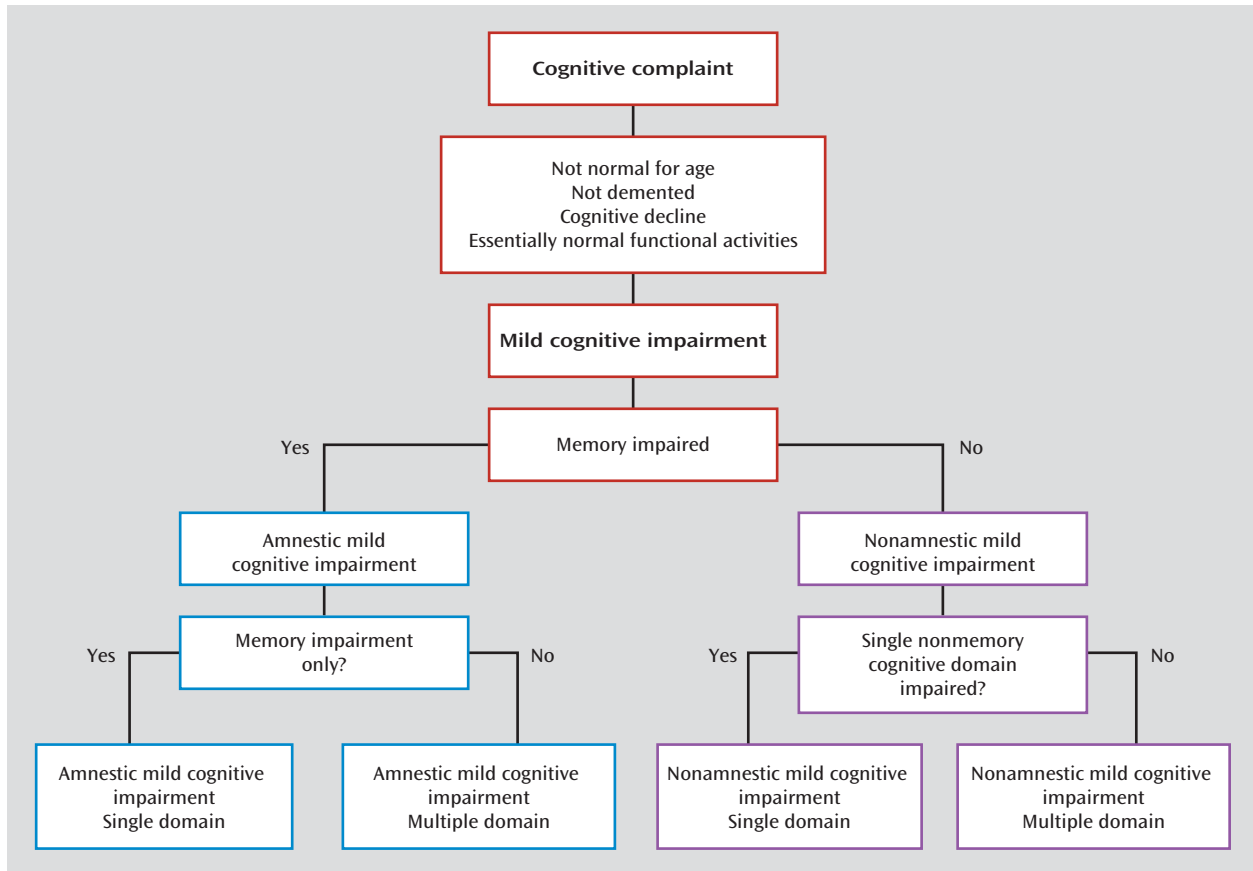 Cognitive complaint
Not normal for age
Not demented
Cognitive decline
Essentially normal functional activities
Mild cognitive impairment
Memory impaired
Yes
No
Amnestic mild
cognitive impairment
Nonamnestic mild
cognitive impairment
Memory impairment
only?
Yes
No
Single nonmemory
cognitive domain
impaired?
Yes
No
Amnestic mild cognitive
impairment
Single domain
Amnestic mild cognitive
impairment
Multiple domain
Nonamnestic mild cognitive
impairment
Single domain
Nonamnestic mild cognitive
impairment
Multiple domain